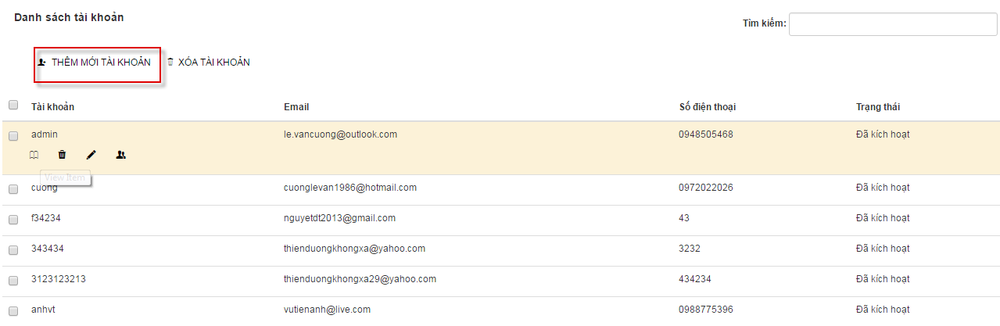 Danh sách tài khoản
Tìm kiếm:
THÊM MỚI TÀI KHOẢN XÓA TÀI KHOẢN
Tài khoản Email Số điện thoại Trạng thái
admin le.vancuong@outlook.com 0948505468 Đã kích hoạt
View Item
cuong cuonglevan1986@hotmail.com 0972022026 Đã kích hoạt
f34234 nguyetdt2013@gmail.com 43 Đã kích hoạt
343434 thienduongkhongxa@yahoo.com 3232 Đã kích hoạt
3123123213 thienduongkhongxa29@yahoo.com 434234 Đã kích hoạt
anhvt vutienanh@live.com 0988775396 Đã kích hoạt